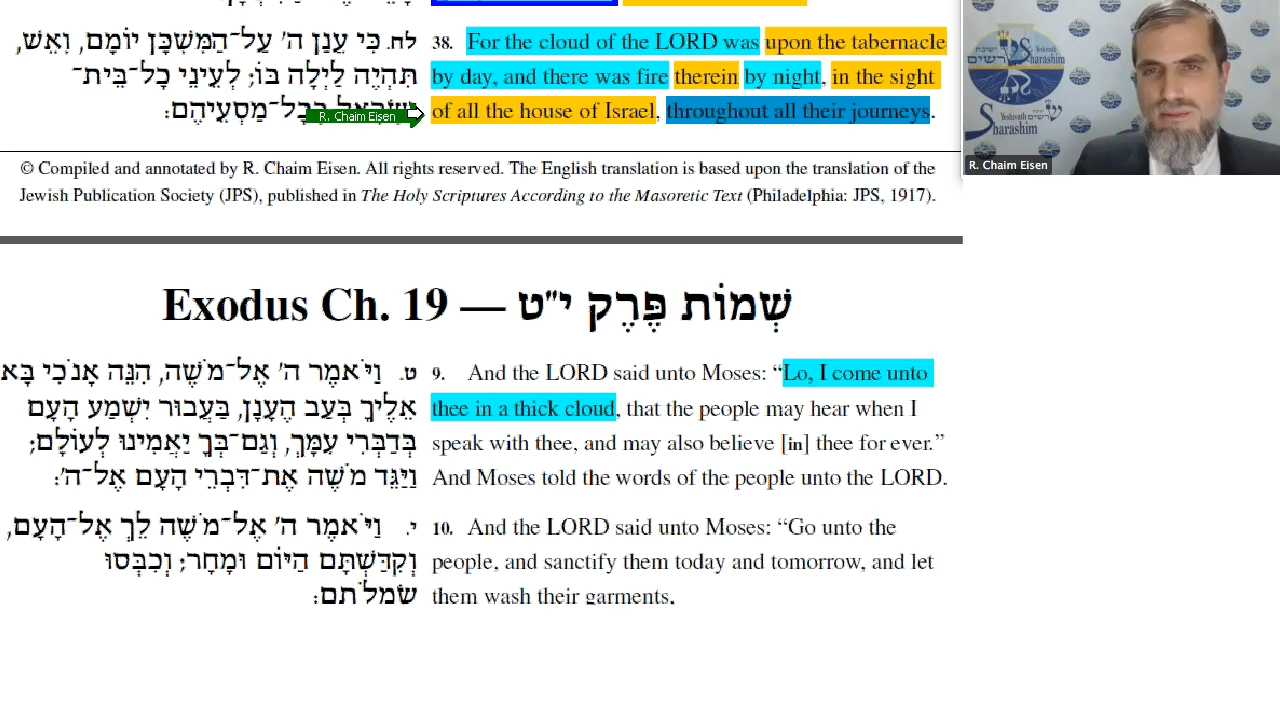 לח. כִּי עֲנַן ה' עַל־הַמִּשְׁכָּן יוֹמָם, וְאֵשׁ,
תִּהְיֶה לַיְלָה בּוֹ; לְעֵינֵי כָל־בֵּית־
יִשְׂרָאֵל בְּכָל־מַסְעֵיהֶם:
R. Chaim Eisen
38. For the cloud of the LORD was upon the tabernacle
by day, and there was fire therein by night, in the sight
of all the house of Israel, throughout all their journeys.
© Compiled and annotated by R. Chaim Eisen. All rights reserved. The English translation is based upon the translation of the
Jewish Publication Society (JPS), published in The Holy Scriptures According to the Masoretic Text (Philadelphia: JPS, 1917).
Exodus Ch. 19 — שְׁמוֹת פֶּרֶק י"ט
ט. וַיֹּאמֶר ה' אֶל־מֹשֶׁה, הִנֵּה אָנֹכִי בָּא
אֵלֶיךָ בְּעַב הֶעָנָן, בַּעֲבוּר יִשְׁמַע הָעָם
בְּדַבְּרִי עִמָּךְ, וְגַם־בְּךָ יַאֲמִינוּ לְעוֹלָם;
וַיַּגֵּד מֹשֶׁה אֶת־דִּבְרֵי הָעָם אֶל־ה':
9. And the LORD said unto Moses: “Lo, I come unto
thee in a thick cloud, that the people may hear when I
speak with thee, and may also believe [in] thee for ever.”
And Moses told the words of the people unto the LORD.
י. וַיֹּאמֶר ה' אֶל־מֹשֶׁה לֵךְ אֶל־הָעָם,
וְקִדַּשְׁתָּם הַיּוֹם וּמָחָר; וְכִבְּסוּ
שִׂמְלֹתָם:
10. And the LORD said unto Moses: “Go unto the
people, and sanctify them today and tomorrow, and let
them wash their garments.
Yeshivath
Sharashim
ישיבת
שרשים
Yeshivath
Sharashim
R. Chaim Eisen